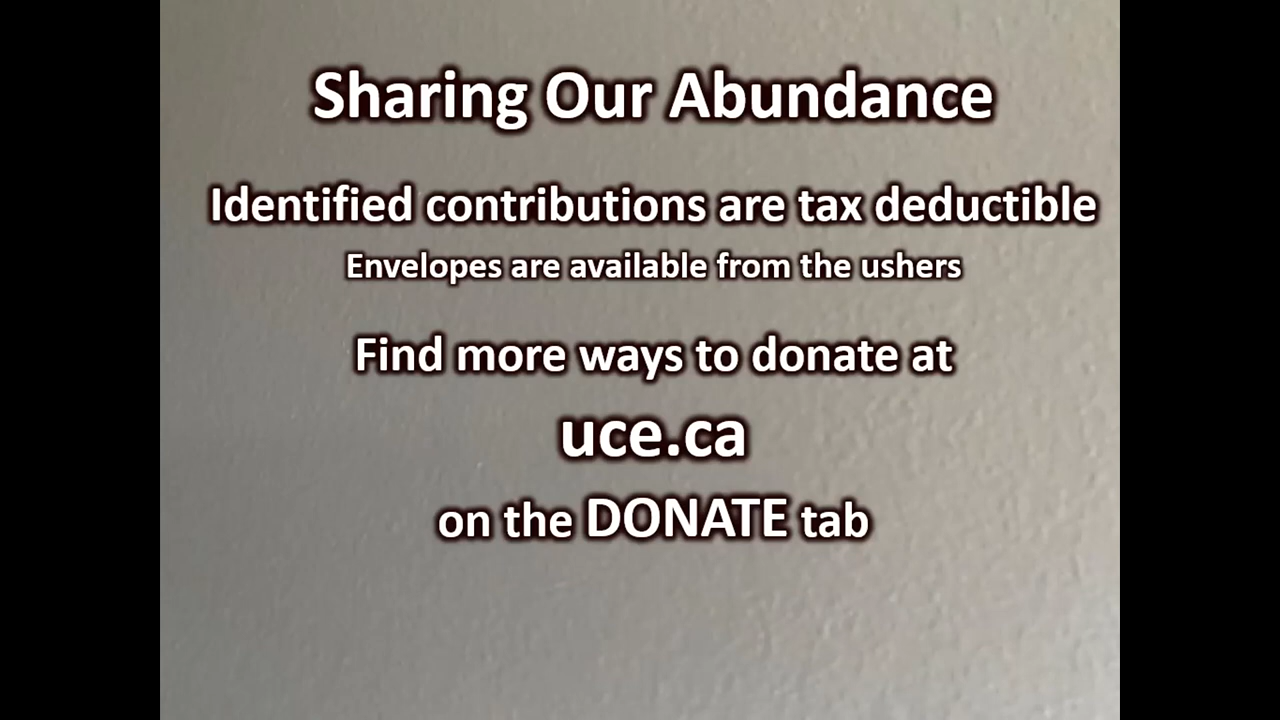 Sharing Our Abundance
Identified contributions are tax deductible
Envelopes are available from the ushers
Find more ways to donate at
uce.ca
on the DONATE tab